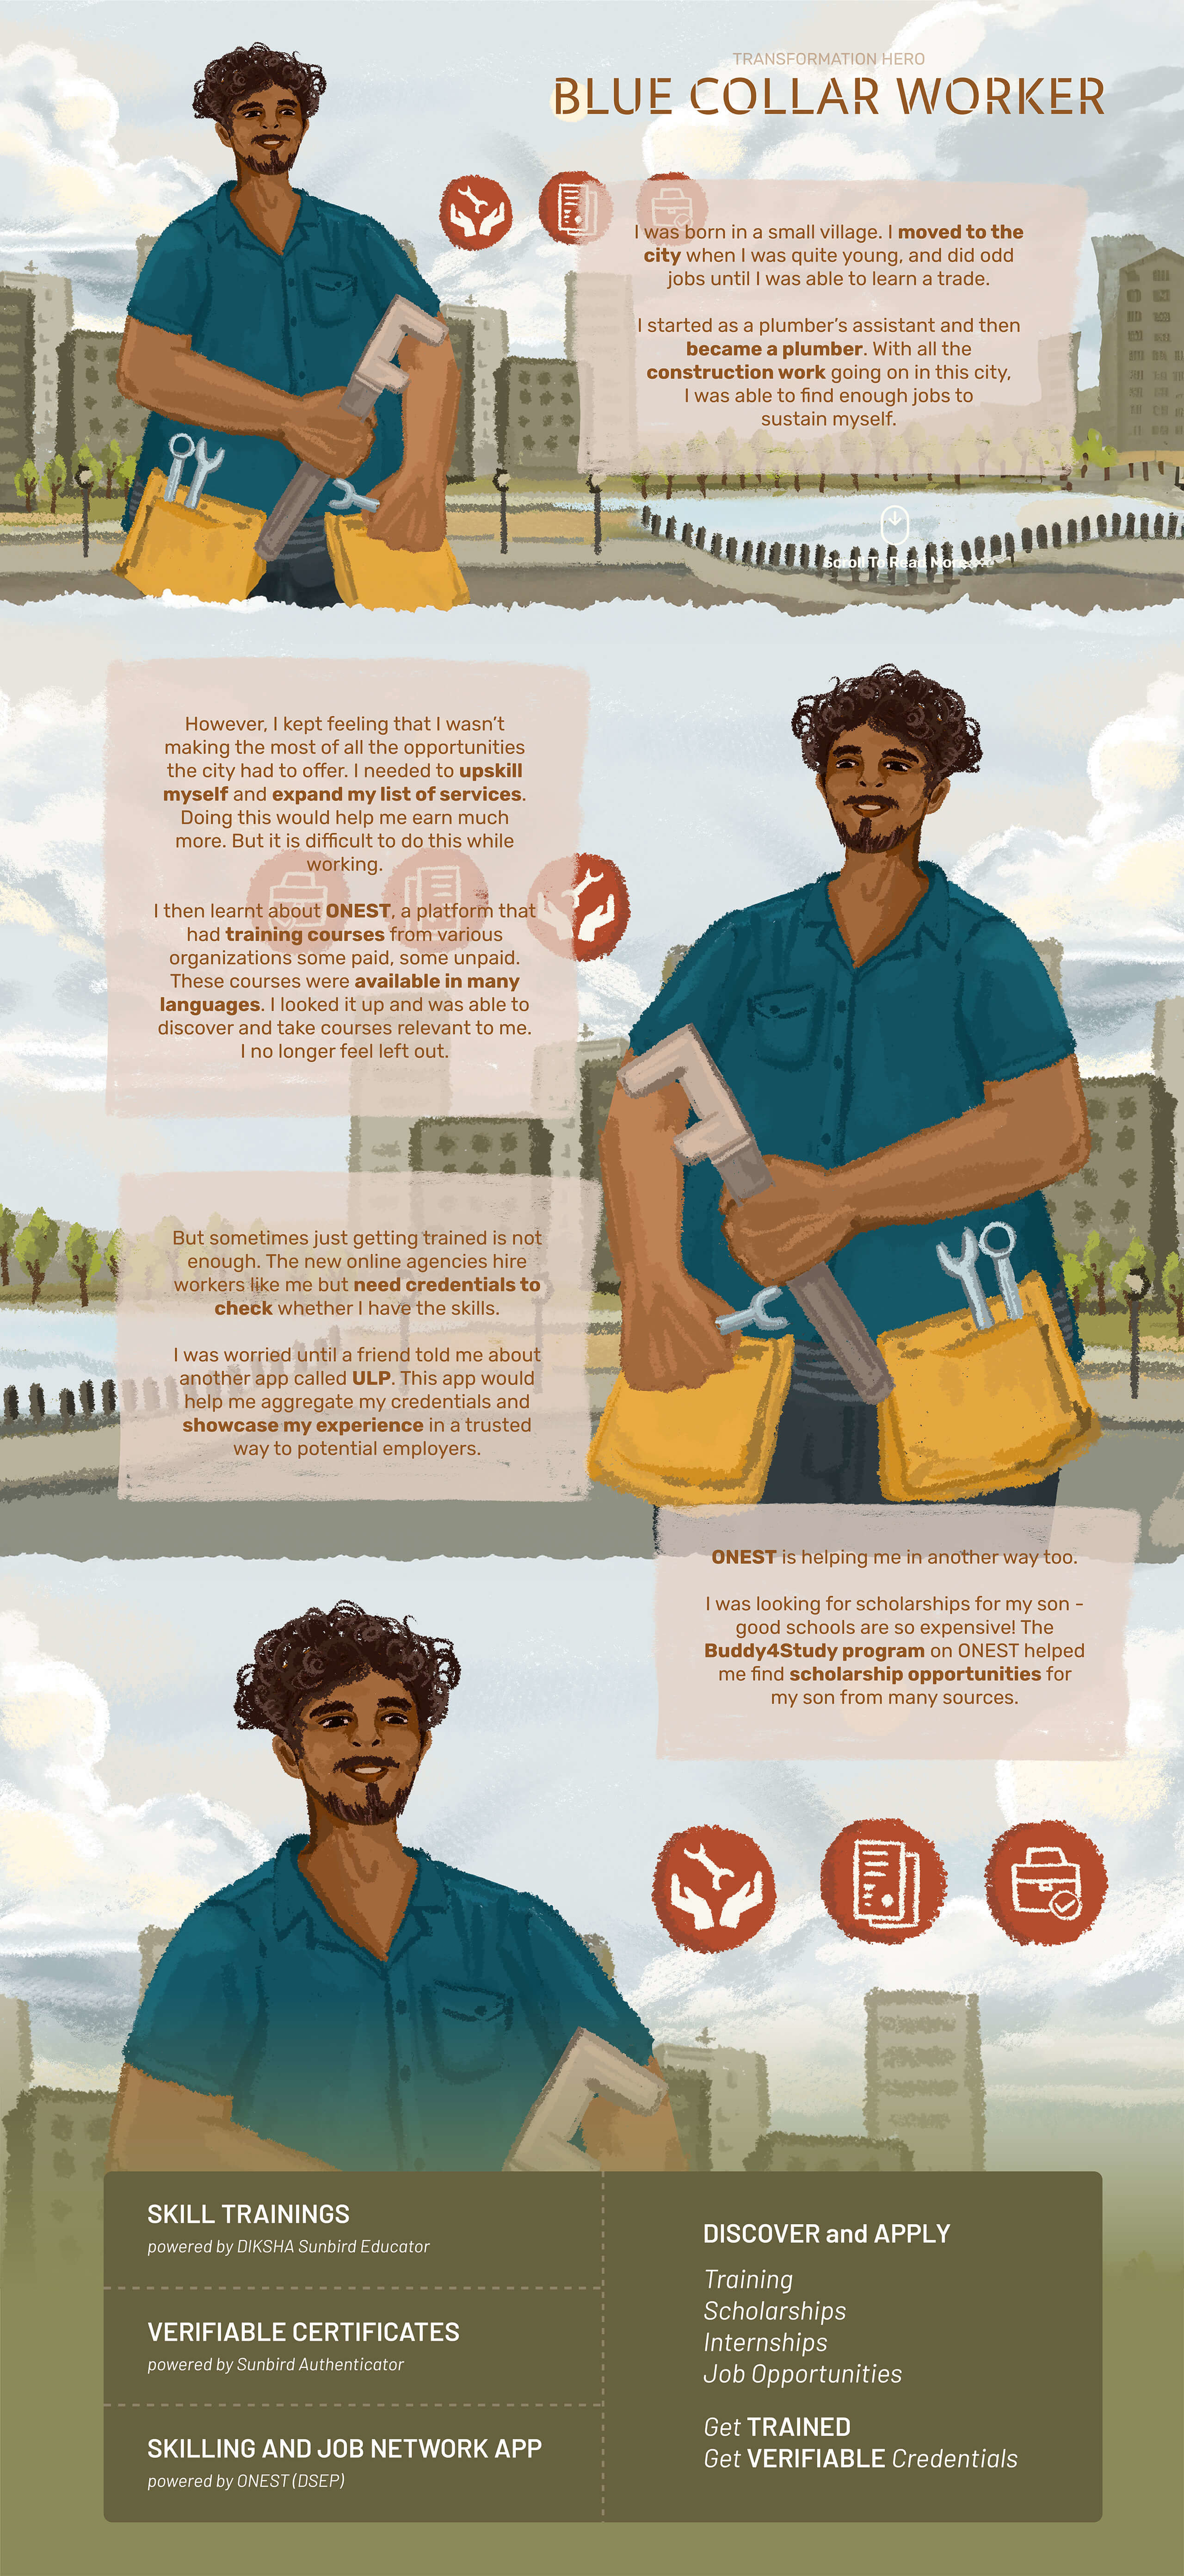 TRANSFORMATION HERO
BLUE COLLAR WORKER
I was born in a small village. I moved to the
city when I was quite young, and did odd
jobs until I was able to learn a trade.
I started as a plumber’s assistant and then
became a plumber. With all the
construction work going on in this city,
I was able to find enough jobs to
sustain myself.
Scroll To Read More
However, I kept feeling that I wasn’t
making the most of all the opportunities
the city had to offer. I needed to upskill
myself and expand my list of services.
Doing this would help me earn much
more. But it is difficult to do this while
working.
I then learnt about ONEST, a platform that
had training courses from various
organizations some paid, some unpaid.
These courses were available in many
languages. I looked it up and was able to
discover and take courses relevant to me.
I no longer feel left out.
But sometimes just getting trained is not
enough. The new online agencies hire
workers like me but need credentials to
check whether I have the skills.
I was worried until a friend told me about
another app called ULP. This app would
help me aggregate my credentials and
showcase my experience in a trusted
way to potential employers.
ONEST is helping me in another way too.
I was looking for scholarships for my son -
good schools are so expensive! The
Buddy4Study program on ONEST helped
me find scholarship opportunities for
my son from many sources.
SKILL TRAININGS
powered by DIKSHA Sunbird Educator
VERIFIABLE CERTIFICATES
powered by Sunbird Authenticator
SKILLING AND JOB NETWORK APP
powered by ONEST (DSEP)
DISCOVER and APPLY
Training
Scholarships
Internships
Job Opportunities
Get TRAINED
Get VERIFIABLE Credentials